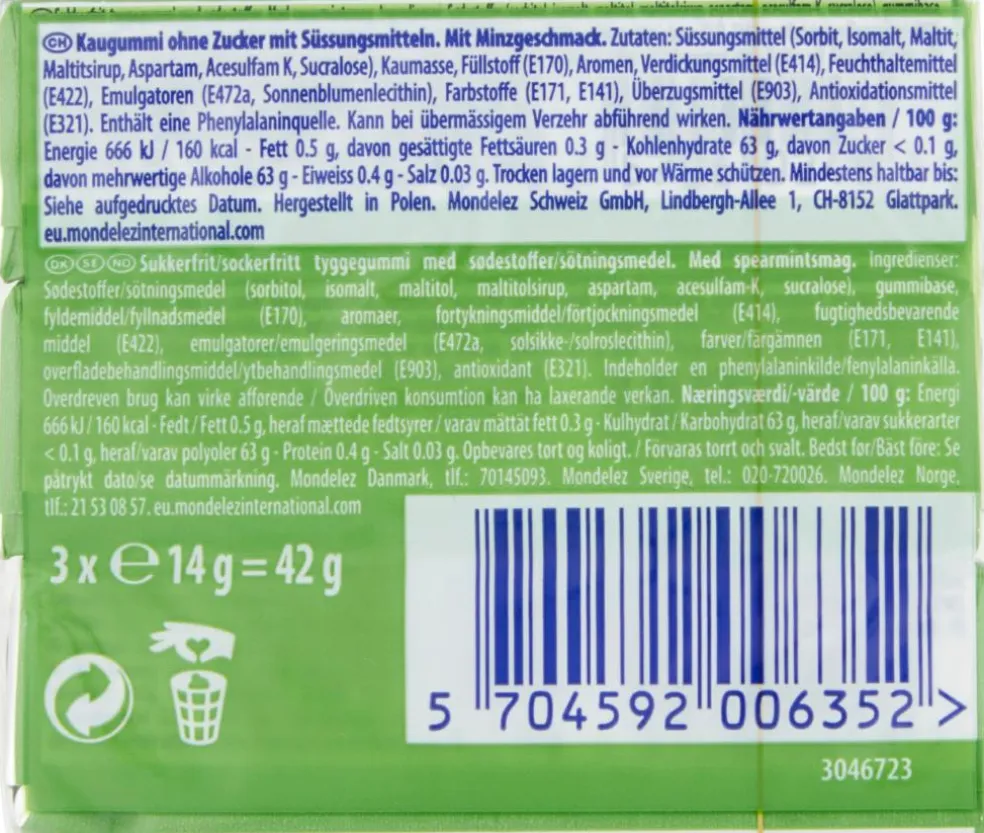 CH Kaugummi ohne Zucker mit Süssungsmitteln. Mit Minzgeschmack. Zutaten: Süssungsmittel (Sorbit, Isomalt, Maltit,
Maltitsirup, Aspartam, Acesulfam K, Sucralose), Kaumasse, Füllstoff (E170), Aromen, Verdickungsmittel (E414), Feuchthaltemittel
(E422), Emulgatoren (E472a, Sonnenblumenlecithin), Farbstoffe (E171, E141), Überzugsmittel (E903), Antioxidationsmittel
(E321). Enthält eine Phenylalaninquelle. Kann bei übermässigem Verzehr abführend wirken. Nährwertangaben / 100 g:
Energie 666 kJ / 160 kcal - Fett 0.5 g, davon gesättigte Fettsäuren 0.3 g - Kohlenhydrate 63 g, davon Zucker < 0.1 g,
davon mehrwertige Alkohole 63 g - Eiweiss 0.4 g - Salz 0.03 g. Trocken lagern und vor Wärme schützen. Mindestens haltbar bis:
Siehe aufgedrucktes Datum. Hergestellt in Polen. Mondelez Schweiz GmbH, Lindbergh-Allee 1, CH-8152 Glattpark.
eu.mondelezinternational.com
DK SE NO Sukkerfrit/sockerfritt tyggegummi med sødestoffer/sötningsmedel. Med spearmintsmag. Ingredienser:
Sødestoffer/sötningsmedel (sorbitol, isomalt, maltitol, maltitolsirup, aspartam, acesulfam-K, sucralose), gummibase,
fyldemiddel/fyllnadsmedel (E170), aromaer, fortykningsmiddel/förtjockningsmedel (E414), fugtighedsbevarende
middel (E422), emulgatorer/emulgeringsmedel (E472a, solsikke-/solroslecithin), farver/färgämnen (E171, E141),
overfladebehandlingsmiddel/ytbehandlingsmedel (E903), antioxidant (E321). Indeholder en phenylalaninkilde/fenylalaninkälla.
Overdreven brug kan virke afførende / Överdriven konsumtion kan ha laxerande verkan. Næringsværdi/-värde / 100 g: Energi
666 kJ / 160 kcal - Fedt / Fett 0.5 g, heraf mættede fedtsyrer / varav mättat fett 0.3 g - Kulhydrat / Karbohydrat 63 g, heraf/varav sukkerarter
< 0.1 g, heraf/varav polyoler 63 g - Protein 0.4 g - Salt 0.03 g. Opbevares tørt og køligt. / Förvaras torrt och svalt. Bedst før/Bäst före: Se
påtrykt dato/se datummärkning. Mondelez Danmark, tlf.: 70145093. Mondelez Sverige, tel.: 020-720026. Mondelez Norge,
tlf.: 21 53 08 57. eu.mondelezinternational.com
3 x ℮ 14 g = 42 g
5 704592 006352 >
3046723